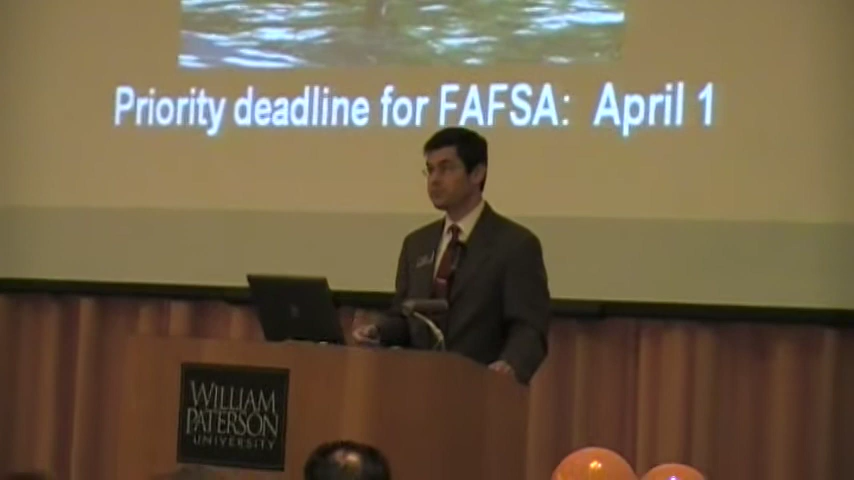 Priority deadline for FAFSA: April 1
WILLIAM
PATERSON
UNIVERSITY